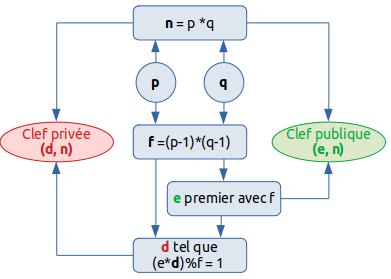 n = p *q
p
q
Clef privée
(d, n)
f =(p-1)*(q-1)
Clef publique
(e, n)
e premier avec f
d tel que
(e*d)%f = 1